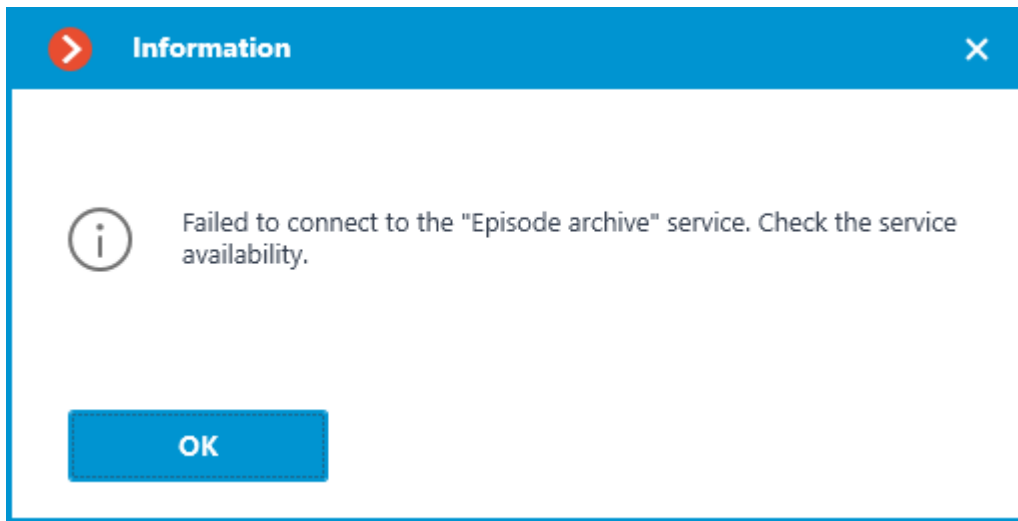 Information
Failed to connect to the "Episode archive" service. Check the service
availability.
OK